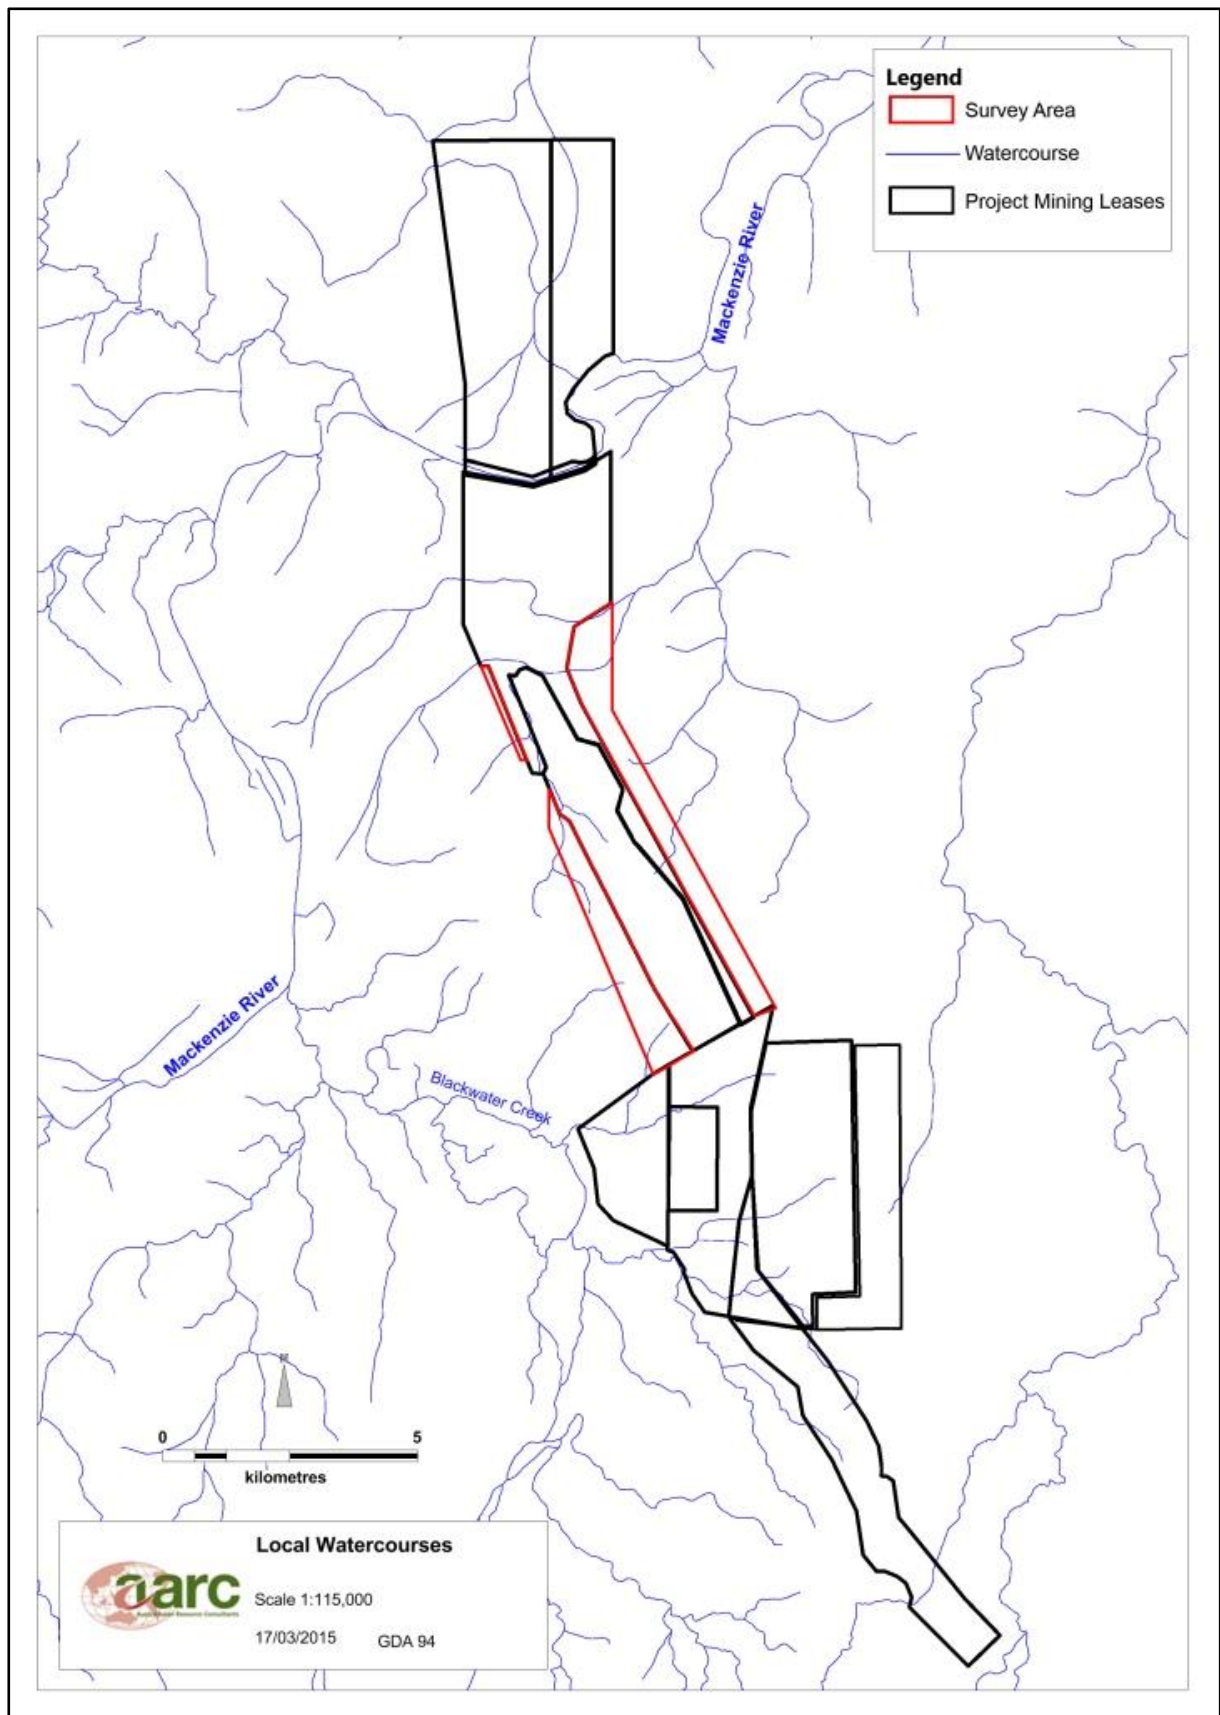 Legend
Survey Area
Watercourse
Project Mining Leases
Mackenzie River
Mackenzie River
Blackwater Creek
N
0 5
kilometres
Local Watercourses
aarc
Scale 1:115,000
17/03/2015 GDA 94